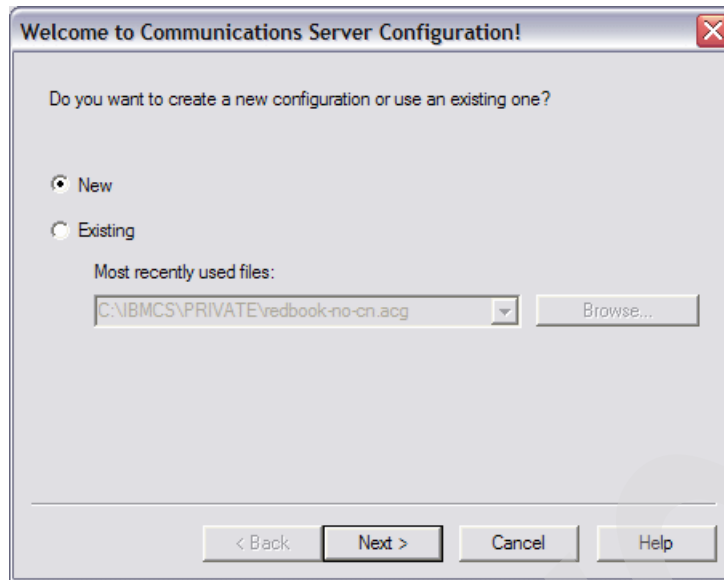 Welcome to Communications Server Configuration!
Do you want to create a new configuration or use an existing one?
New
Existing
Most recently used files:
C:\IBMCS\PRIVATE\redbook-no-cn.acg
Browse...
< Back
Next >
Cancel
Help